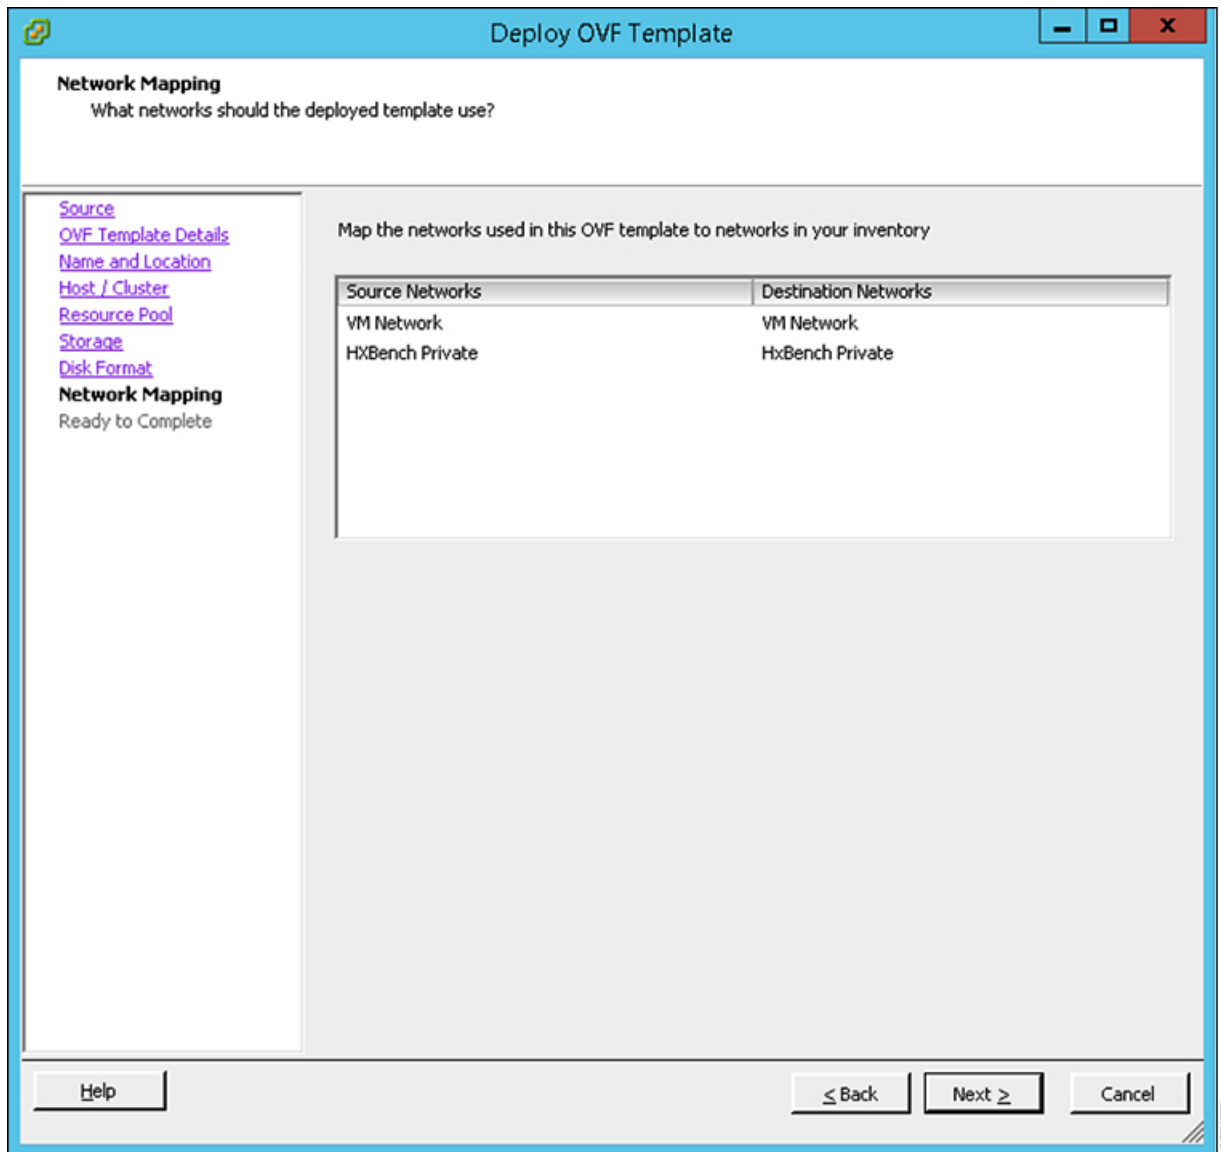 Deploy OVF Template
Network Mapping
What networks should the deployed template use?
Source
OVF Template Details
Name and Location
Host / Cluster
Resource Pool
Storage
Disk Format
Network Mapping
Ready to Complete
Map the networks used in this OVF template to networks in your inventory
Source Networks Destination Networks
VM Network VM Network
HXBench Private HxBench Private
Help < Back Next > Cancel